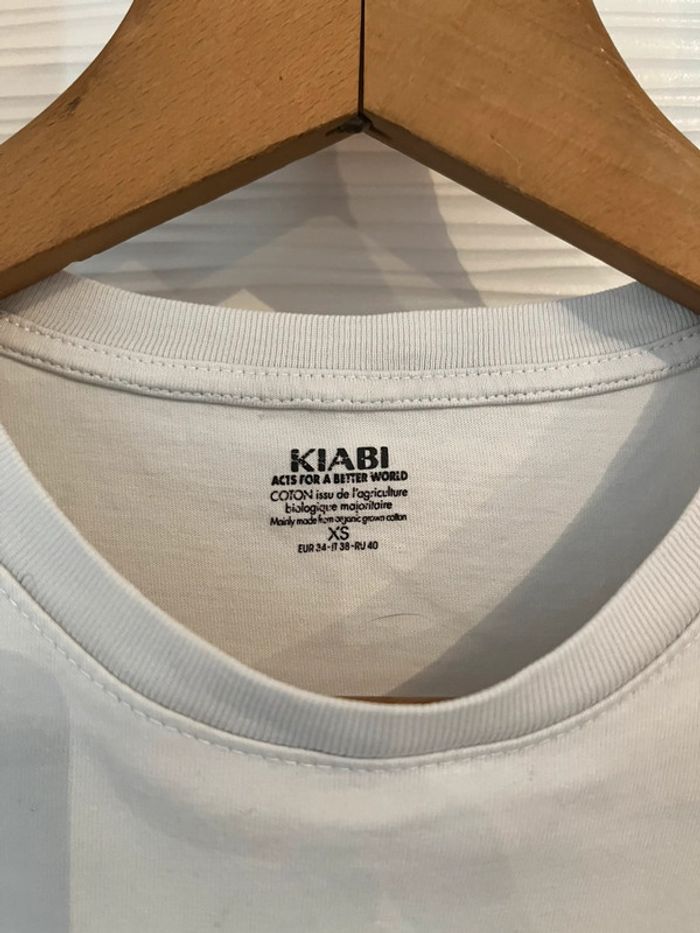 KIABI
ACTS FOR A BETTER WORLD
COTON issu de l'agriculture
biologique majoritaire
Mainly made from organic grown cotton
XS
EUR 34-IT 38-RU 40